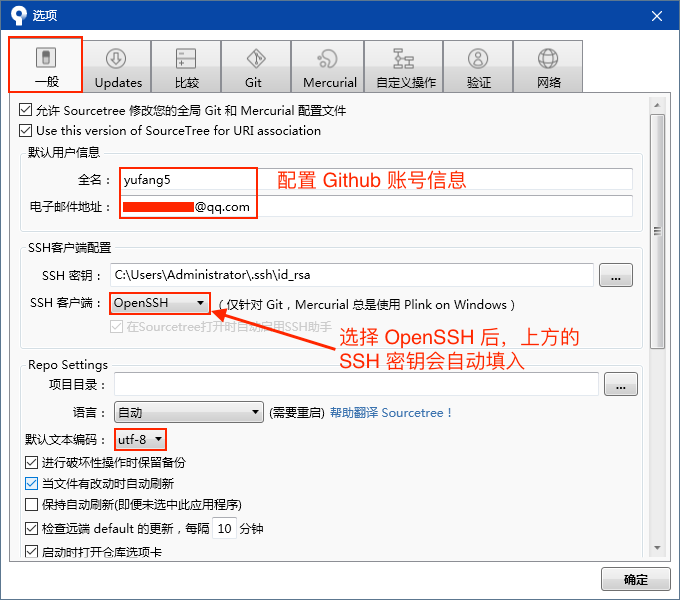 选项
一般 Updates 比较 Git Mercurial 自定义操作 验证 网络
允许 Sourcetree 修改您的全局 Git 和 Mercurial 配置文件
Use this version of SourceTree for URI association
默认用户信息
全名： yufang5 配置 Github 账号信息
电子邮件地址： @qq.com
SSH客户端配置
SSH 密钥： C:\Users\Administrator\.ssh\id_rsa ...
SSH 客户端： OpenSSH （仅针对 Git，Mercurial 总是使用 Plink on Windows ）
在Sourcetree打开时自动启用SSH助手
选择 OpenSSH 后，上方的
SSH 密钥会自动填入
Repo Settings
项目目录： ...
语言： 自动 (需要重启) 帮助翻译 Sourcetree！
默认文本编码： utf-8
进行破坏性操作时保留备份
当文件有改动时自动刷新
保持自动刷新(即便未选中此应用程序)
检查远端 default 的更新，每隔 10 分钟
启动时打开仓库选项卡
确定